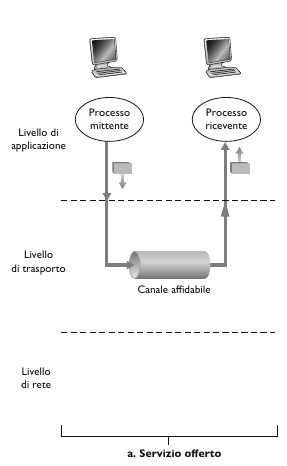 Processo
mittente
Processo
ricevente
Livello di
applicazione
Livello
di trasporto
Canale affidabile
Livello
di rete
a. Servizio offerto